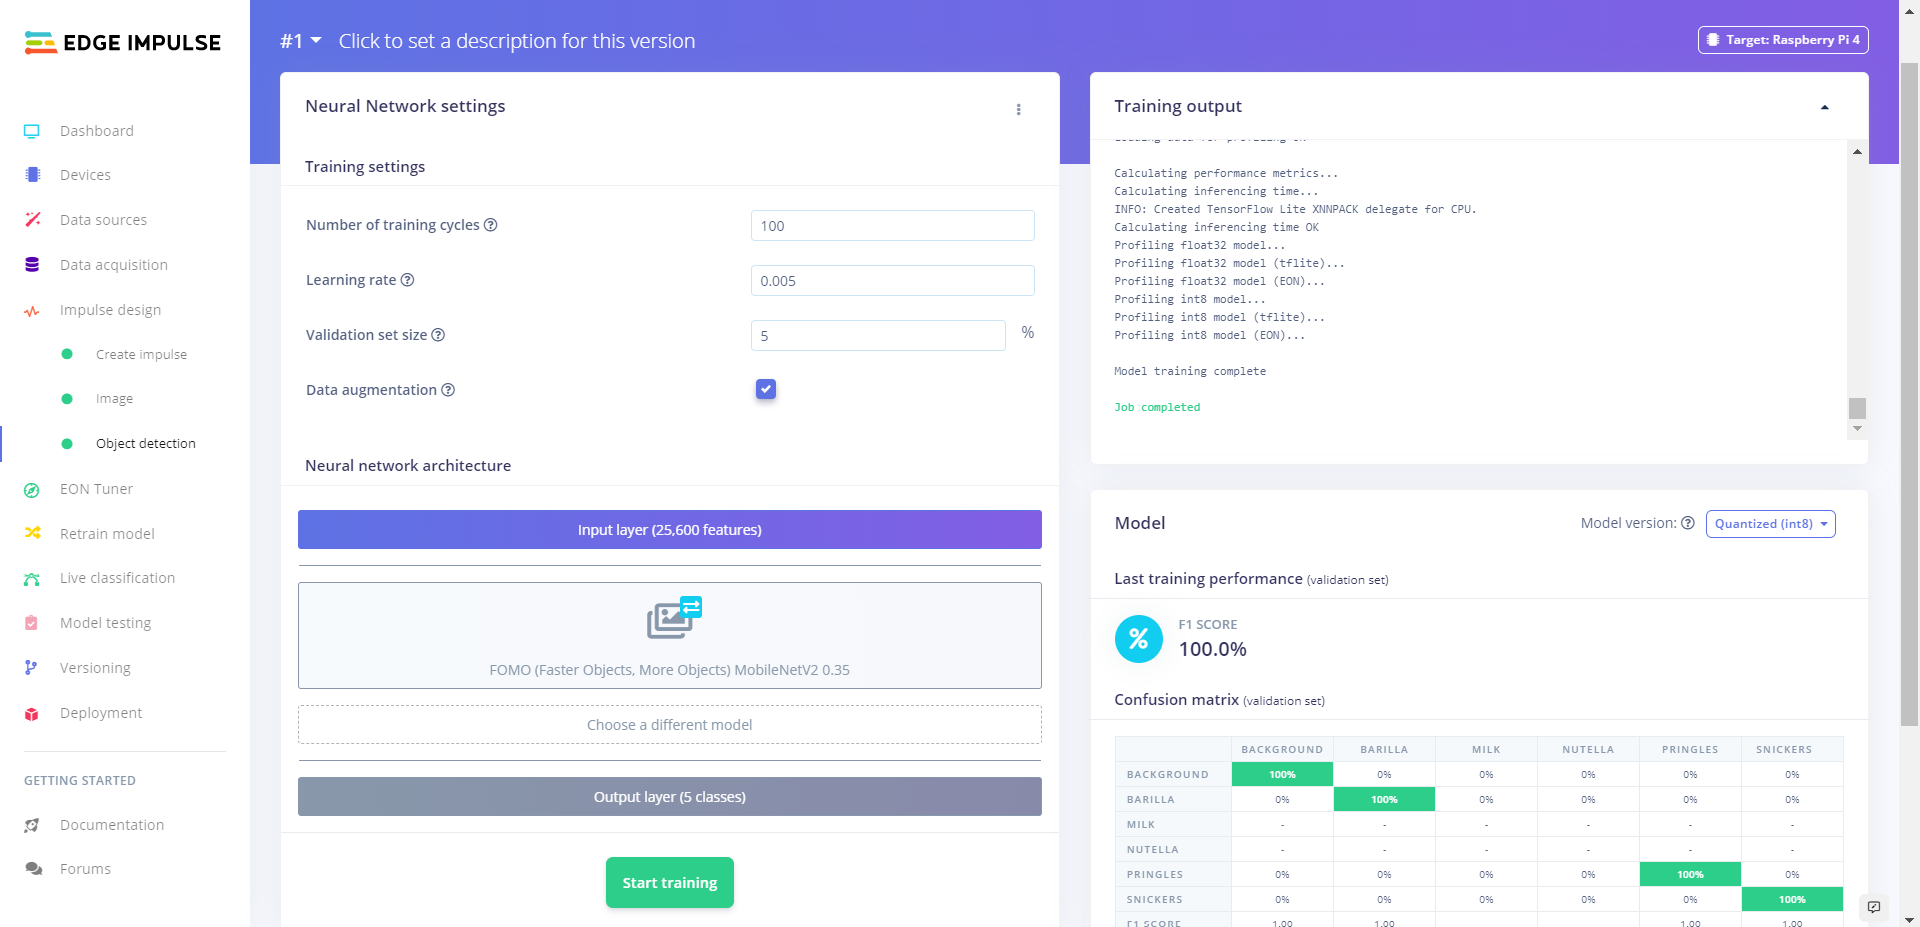 EDGE IMPULSE
#1 Click to set a description for this version
Target: Raspberry Pi 4
Dashboard
Devices
Data sources
Data acquisition
Impulse design
Create impulse
Image
Object detection
EON Tuner
Retrain model
Live classification
Model testing
Versioning
Deployment
GETTING STARTED
Documentation
Forums
Neural Network settings
Training settings
Number of training cycles ? 100
Learning rate ? 0.005
Validation set size ? 5 %
Data augmentation ?
Neural network architecture
Input layer (25,600 features)
FOMO (Faster Objects, More Objects) MobileNetV2 0.35
Choose a different model
Output layer (5 classes)
Start training
Training output
Loading data for profiling OK
Calculating performance metrics...
Calculating inferencing time...
INFO: Created TensorFlow Lite XNNPACK delegate for CPU.
Calculating inferencing time OK
Profiling float32 model...
Profiling float32 model (tflite)...
Profiling float32 model (EON)...
Profiling int8 model...
Profiling int8 model (tflite)...
Profiling int8 model (EON)...
Model training complete
Job completed
Model
Model version: ? Quantized (int8)
Last training performance (validation set)
% F1 SCORE
100.0%
Confusion matrix (validation set)
BACKGROUND BARILLA MILK NUTELLA PRINGLES SNICKERS
BACKGROUND 100% 0% 0% 0% 0% 0%
BARILLA 0% 100% 0% 0% 0% 0%
MILK - - - - - -
NUTELLA - - - - - -
PRINGLES 0% 0% 0% 0% 100% 0%
SNICKERS 0% 0% 0% 0% 0% 100%
F1 SCORE 1.00 1.00 1.00 1.00